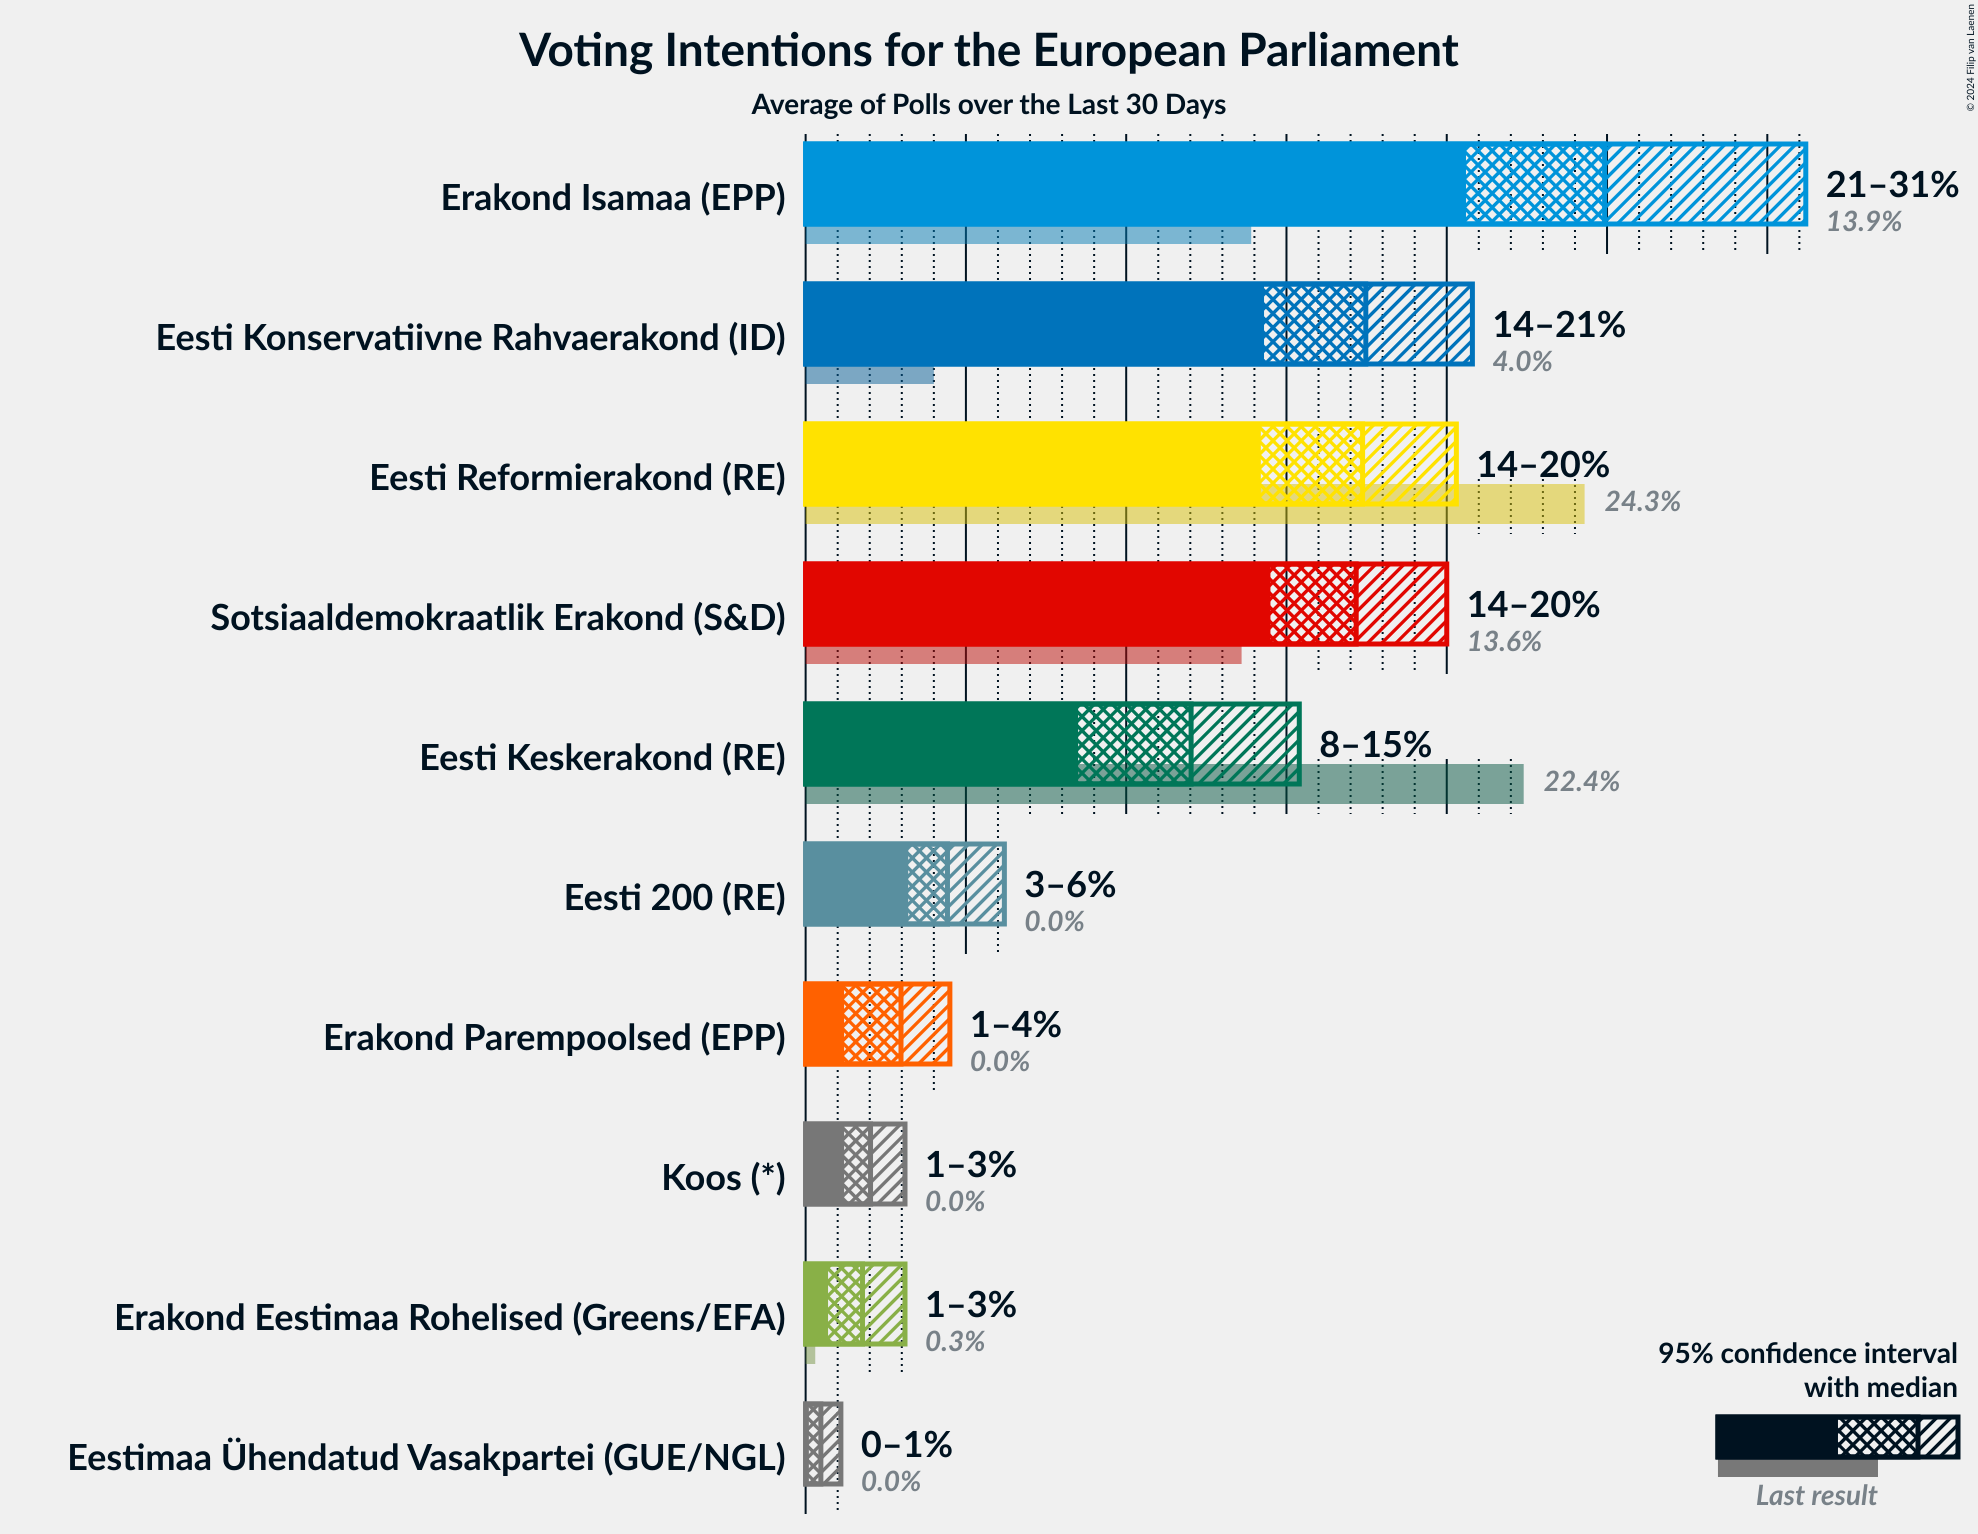 Voting Intentions for the European Parliament
Average of Polls over the Last 30 Days
© 2024 Filip van Laenen
Erakond Isamaa (EPP)
21–31%
13.9%
Eesti Konservatiivne Rahvaerakond (ID)
14–21%
4.0%
Eesti Reformierakond (RE)
14–20%
24.3%
Sotsiaaldemokraatlik Erakond (S&D)
14–20%
13.6%
Eesti Keskerakond (RE)
8–15%
22.4%
Eesti 200 (RE)
3–6%
0.0%
Erakond Parempoolsed (EPP)
1–4%
0.0%
Koos (*)
1–3%
0.0%
Erakond Eestimaa Rohelised (Greens/EFA)
1–3%
0.3%
Eestimaa Ühendatud Vasakpartei (GUE/NGL)
0–1%
0.0%
95% confidence interval
with median
Last result